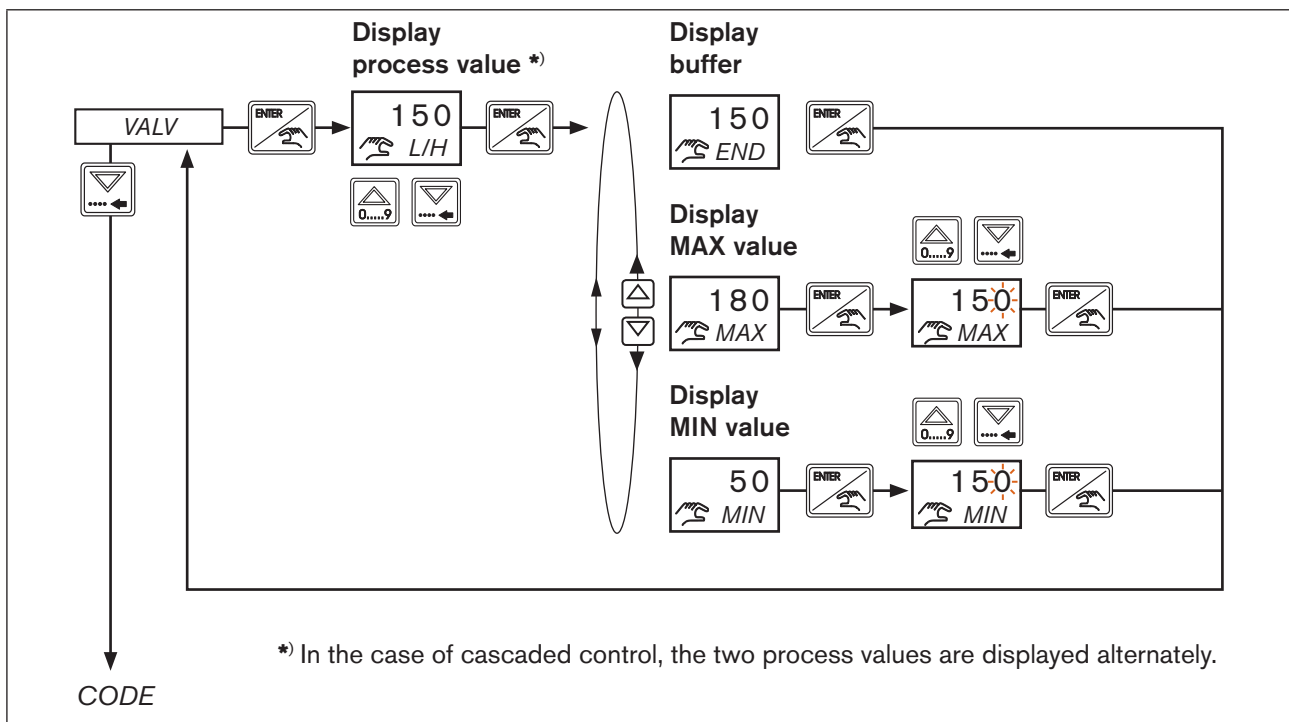 Display
process value *)
Display
buffer
VALV
ENTER
150
L/H
ENTER
150
END
ENTER
0.....9
Display
MAX value
0.....9
180
MAX
ENTER
150
MAX
ENTER
Display
MIN value
0.....9
50
MIN
ENTER
150
MIN
ENTER
*) In the case of cascaded control, the two process values are displayed alternately.
CODE